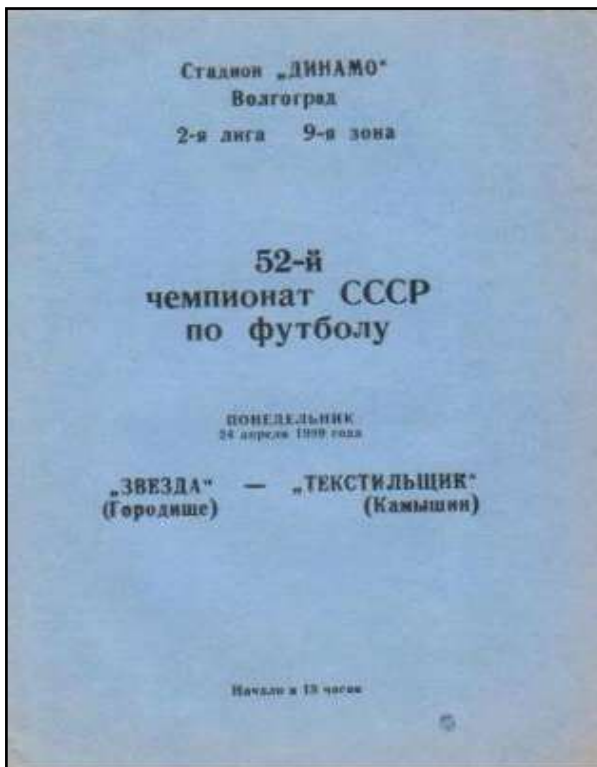 Стадион „ДИНАМО“
Волгоград
2-я лига 9-я зона
52-й
чемпионат СССР
по футболу
ПОНЕДЕЛЬНИК
24 апреля 1989 года
„ЗВЕЗДА“ — „ТЕКСТИЛЬЩИК“
(Городище) (Камышин)
Начало в часов